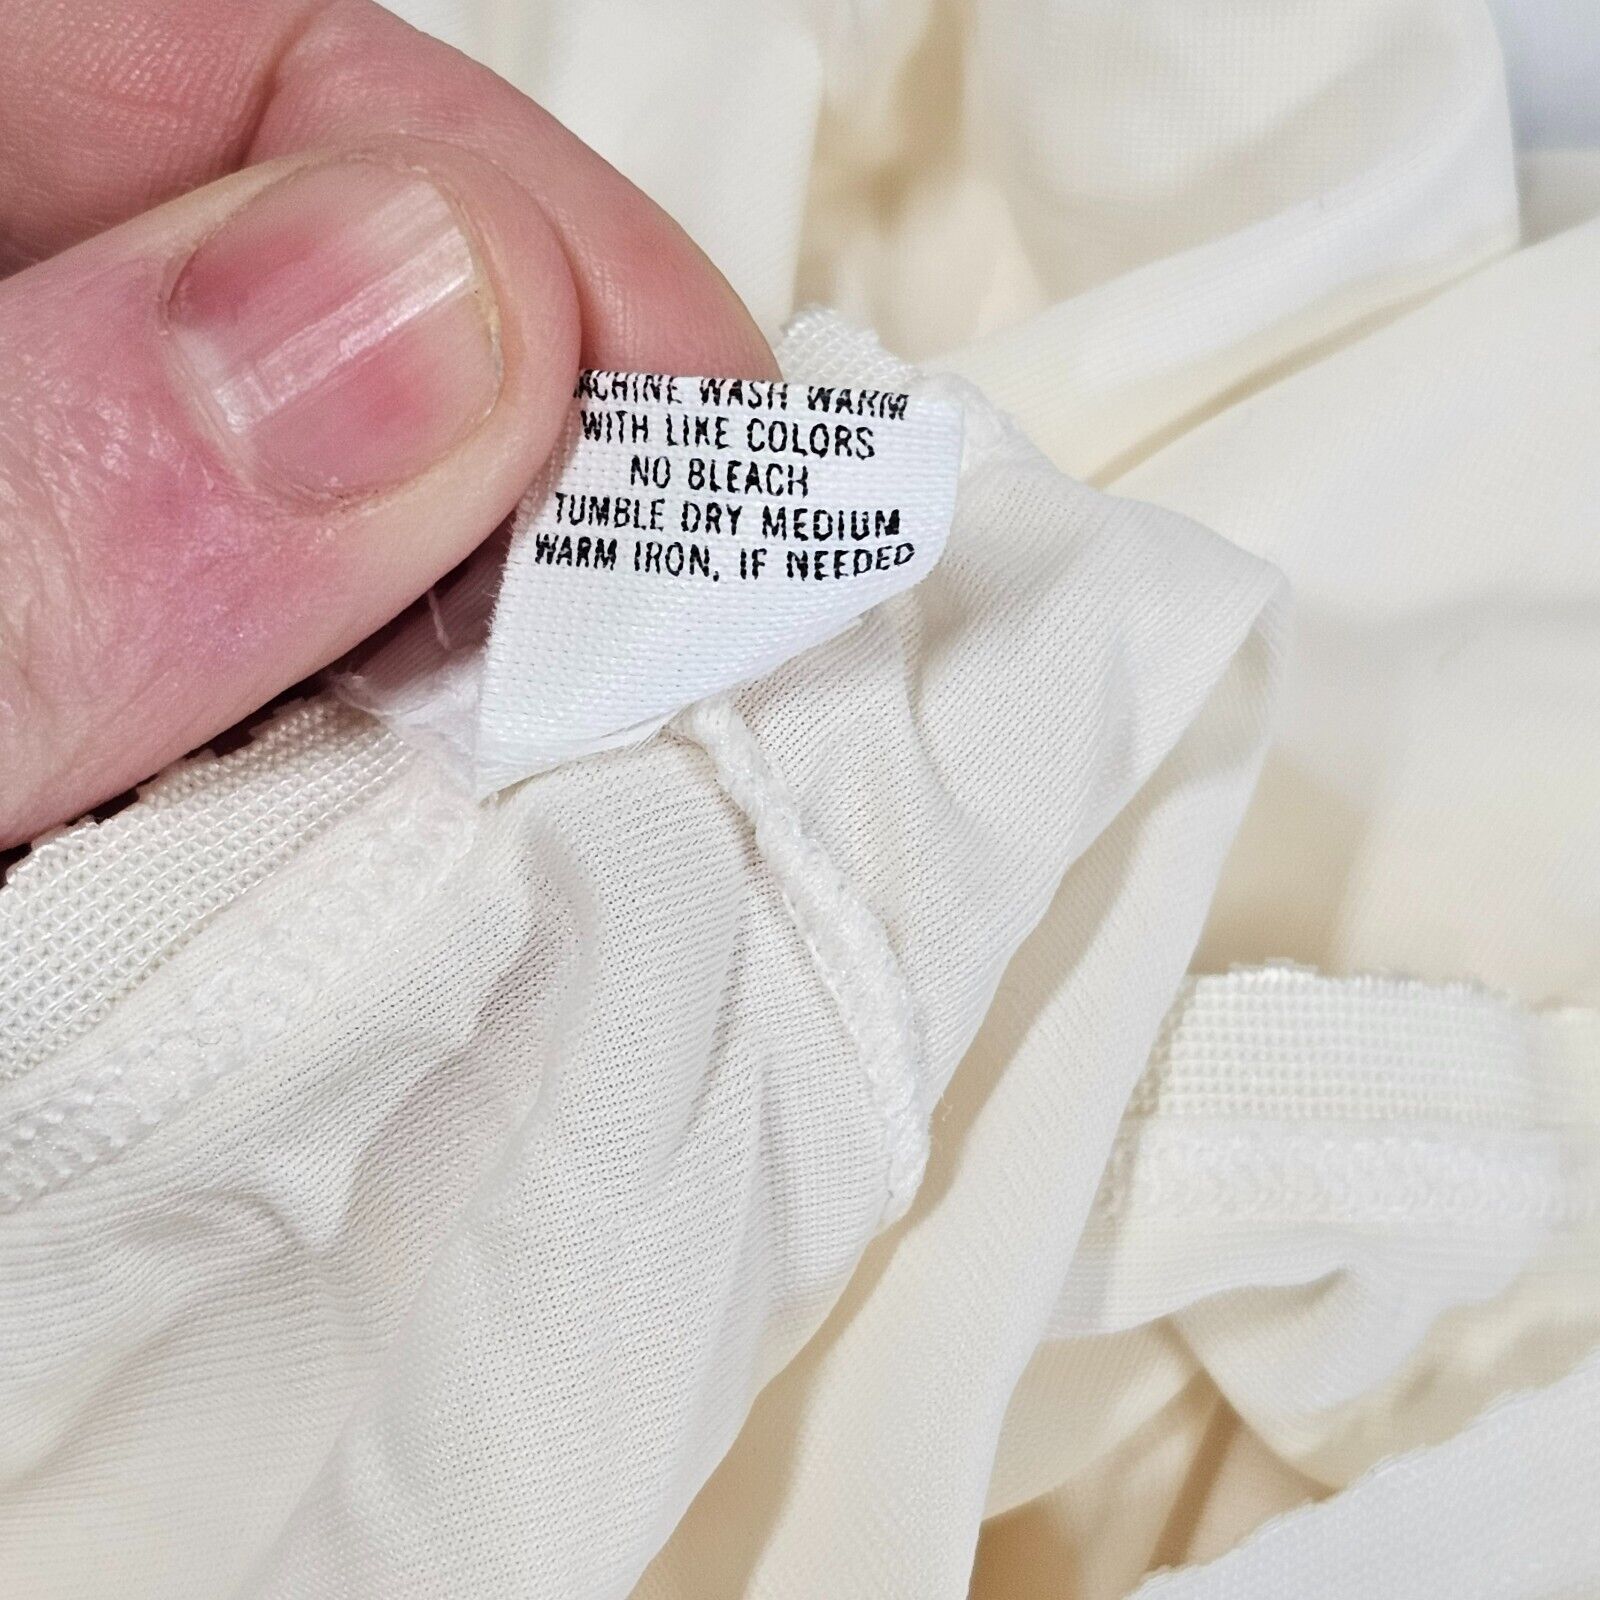 MACHINE WASH WARM
WITH LIKE COLORS
NO BLEACH
TUMBLE DRY MEDIUM
WARM IRON, IF NEEDED